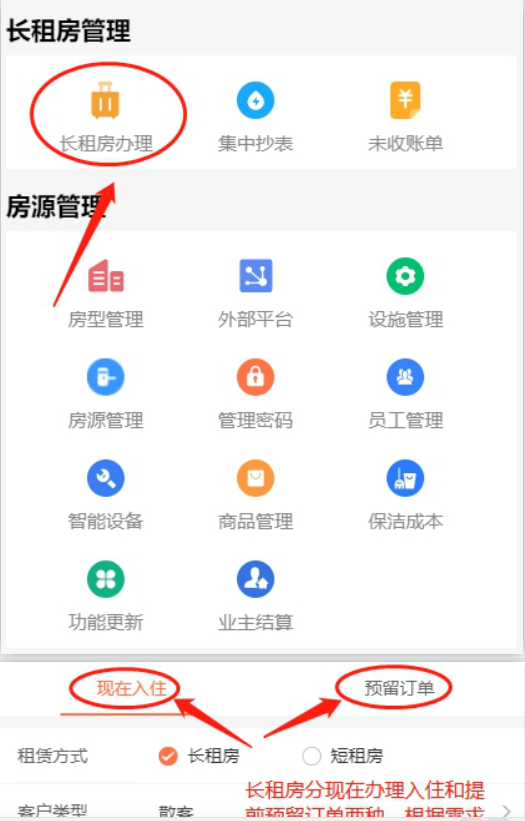 长租房管理
长租房办理 集中抄表 未收账单
房源管理
房型管理 外部平台 设施管理
房源管理 管理密码 员工管理
智能设备 商品管理 保洁成本
功能更新 业主结算
现在入住 预留订单
租赁方式 长租房 短租房
长租房分现在办理入住和提
客户类型 散客 前预留订单两种，根据需求